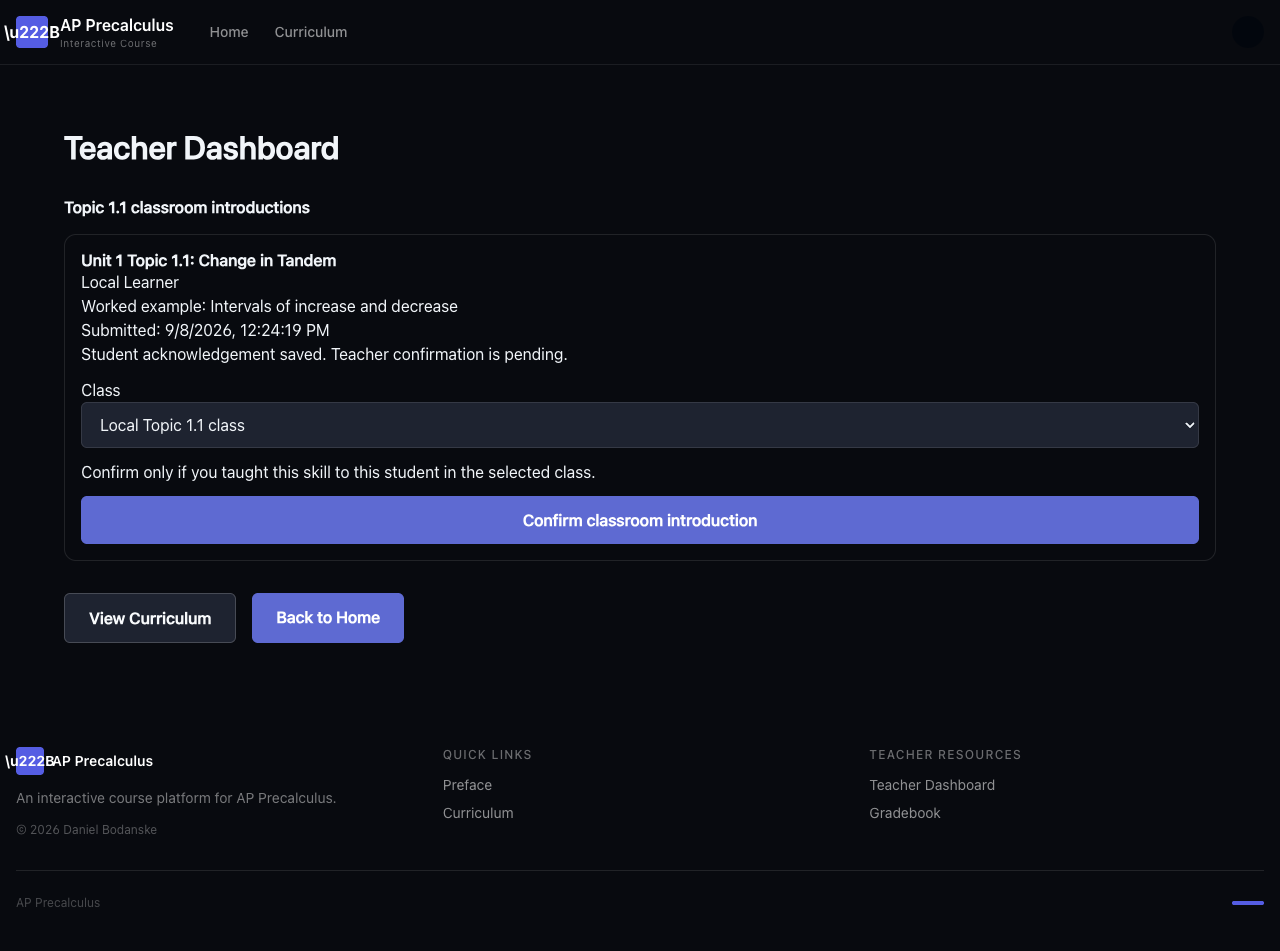 \u222B AP Precalculus
Interactive Course
Home
Curriculum
Teacher Dashboard
Topic 1.1 classroom introductions
Unit 1 Topic 1.1: Change in Tandem
Local Learner
Worked example: Intervals of increase and decrease
Submitted: 9/8/2026, 12:24:19 PM
Student acknowledgement saved. Teacher confirmation is pending.
Class
Local Topic 1.1 class
Confirm only if you taught this skill to this student in the selected class.
Confirm classroom introduction
View Curriculum
Back to Home
\u222B AP Precalculus
An interactive course platform for AP Precalculus.
© 2026 Daniel Bodanske
QUICK LINKS
Preface
Curriculum
TEACHER RESOURCES
Teacher Dashboard
Gradebook
AP Precalculus